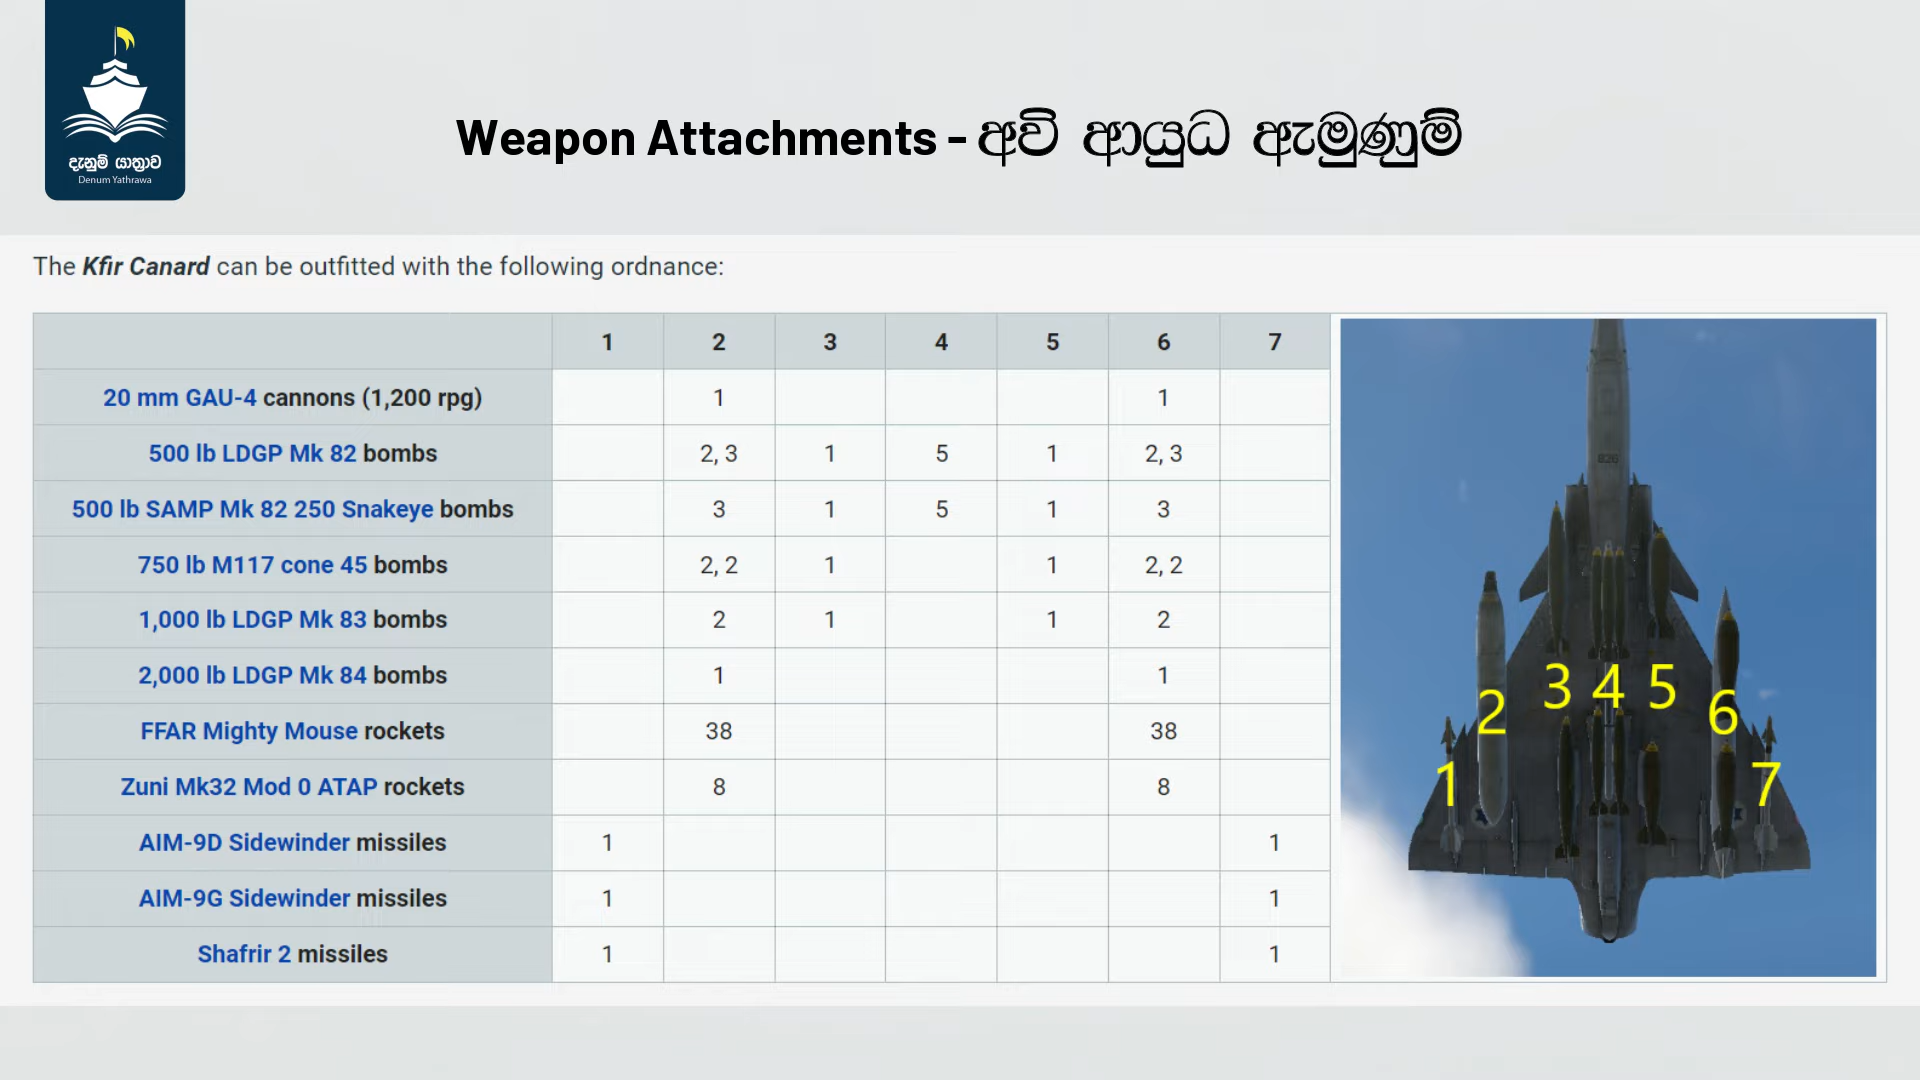 දැනුම් යාත්‍රාව
Denum Yathrawa
Weapon Attachments - අවි ආයුධ ඇමුණුම්
The Kfir Canard can be outfitted with the following ordnance:
1 2 3 4 5 6 7
20 mm GAU-4 cannons (1,200 rpg) 1 1
500 lb LDGP Mk 82 bombs 2, 3 1 5 1 2, 3
500 lb SAMP Mk 82 250 Snakeye bombs 3 1 5 1 3
750 lb M117 cone 45 bombs 2, 2 1 1 2, 2
1,000 lb LDGP Mk 83 bombs 2 1 1 2
2,000 lb LDGP Mk 84 bombs 1 1
FFAR Mighty Mouse rockets 38 38
Zuni Mk32 Mod 0 ATAP rockets 8 8
AIM-9D Sidewinder missiles 1 1
AIM-9G Sidewinder missiles 1 1
Shafrir 2 missiles 1 1
3 4 5
2 6
1 7